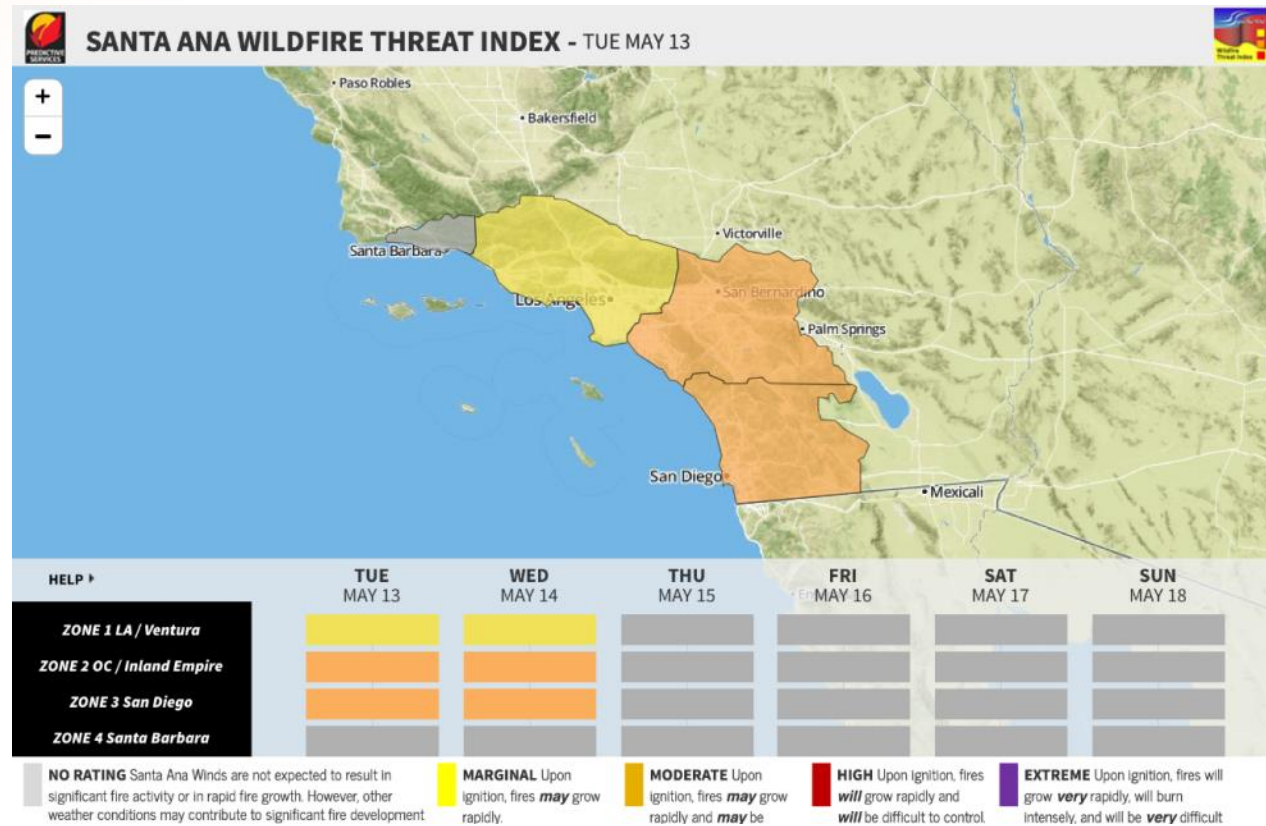 PREDICTIVE SERVICES
SANTA ANA WILDFIRE THREAT INDEX - TUE MAY 13
Wildfire Threat Index
+
−
Paso Robles
Bakersfield
Victorville
Santa Barbara
Los Angeles
San Bernardino
Palm Springs
San Diego
Mexicali
HELP
TUE MAY 13
WED MAY 14
THU MAY 15
FRI MAY 16
SAT MAY 17
SUN MAY 18
ZONE 1 LA / Ventura
ZONE 2 OC / Inland Empire
ZONE 3 San Diego
ZONE 4 Santa Barbara
NO RATING Santa Ana Winds are not expected to result in
significant fire activity or in rapid fire growth. However, other
weather conditions may contribute to significant fire development
MARGINAL Upon
ignition, fires may grow
rapidly.
MODERATE Upon
ignition, fires may grow
rapidly and may be
HIGH Upon ignition, fires
will grow rapidly and
will be difficult to control.
EXTREME Upon ignition, fires will
grow very rapidly, will burn
intensely, and will be very difficult